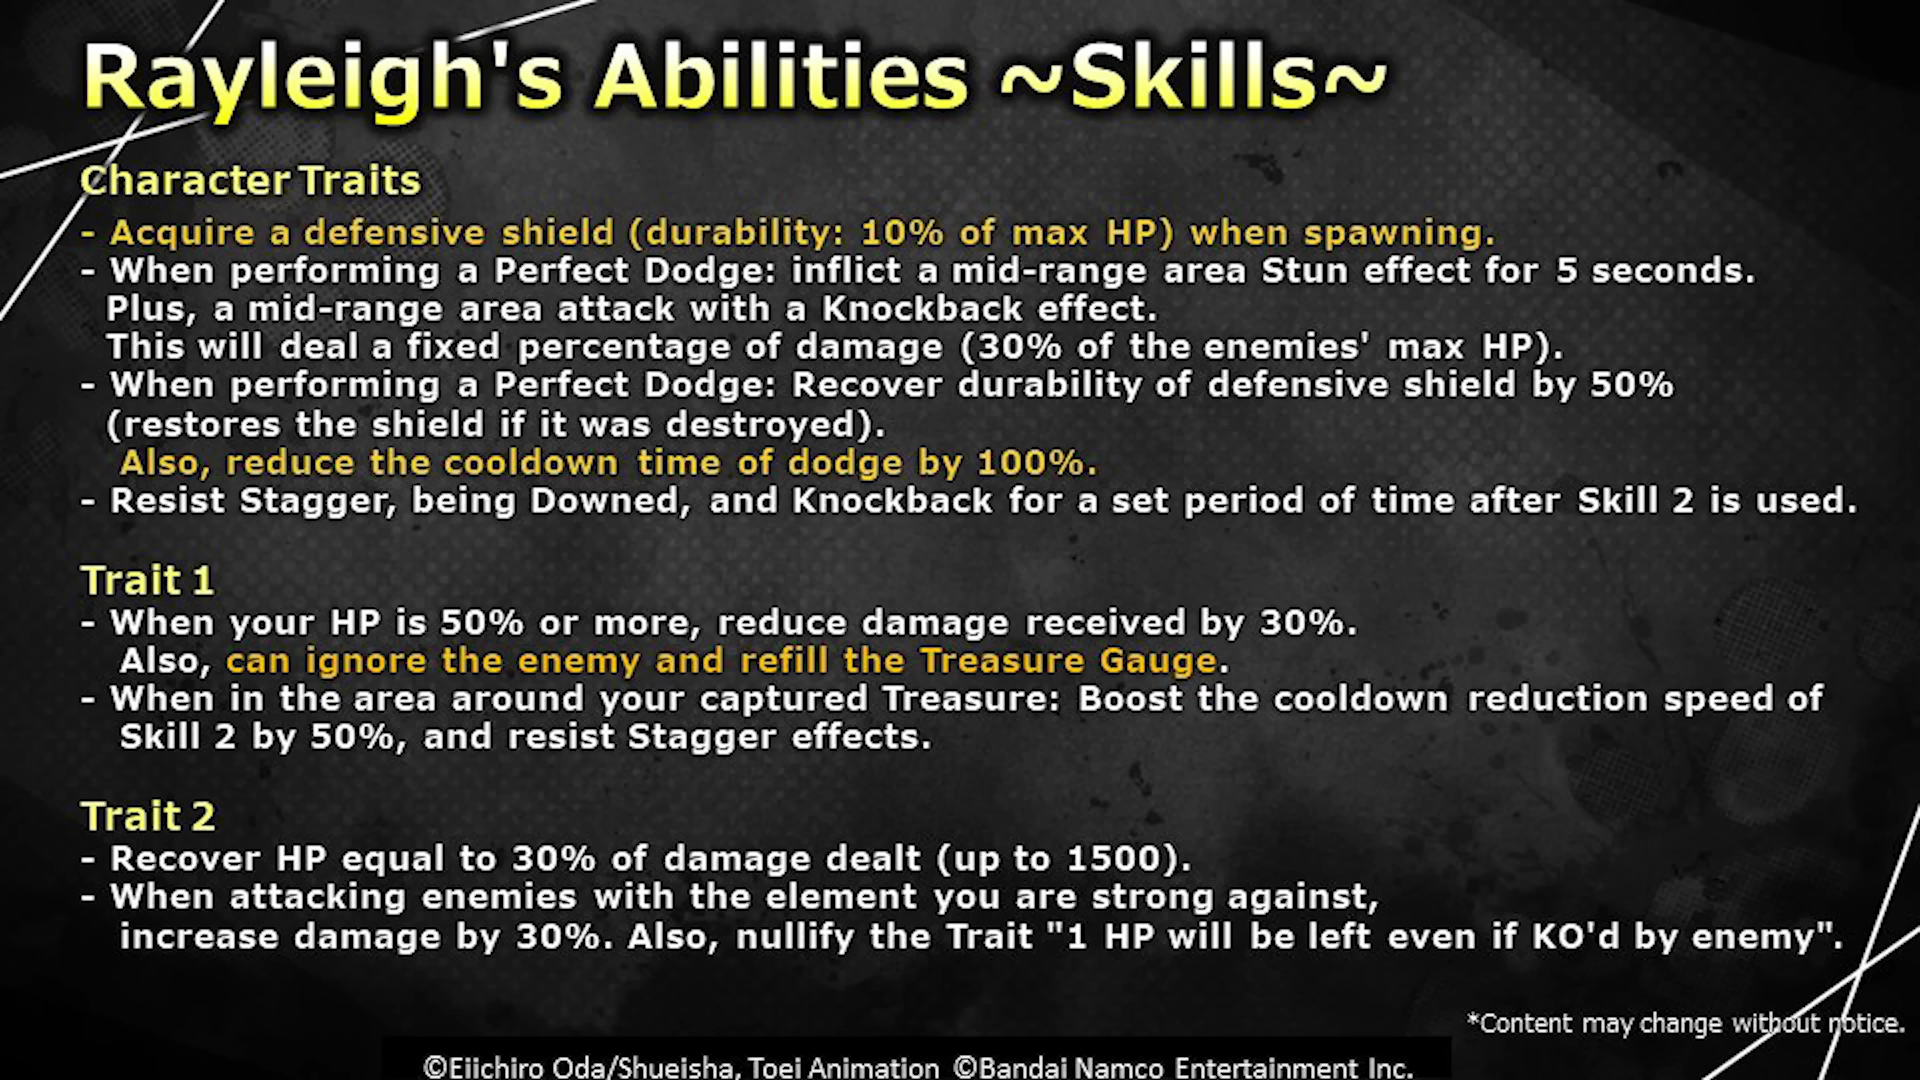 Rayleigh's Abilities ~Skills~
Character Traits
- Acquire a defensive shield (durability: 10% of max HP) when spawning.
- When performing a Perfect Dodge: inflict a mid-range area Stun effect for 5 seconds.
Plus, a mid-range area attack with a Knockback effect.
This will deal a fixed percentage of damage (30% of the enemies' max HP).
- When performing a Perfect Dodge: Recover durability of defensive shield by 50%
(restores the shield if it was destroyed).
Also, reduce the cooldown time of dodge by 100%.
- Resist Stagger, being Downed, and Knockback for a set period of time after Skill 2 is used.
Trait 1
- When your HP is 50% or more, reduce damage received by 30%.
Also, can ignore the enemy and refill the Treasure Gauge.
- When in the area around your captured Treasure: Boost the cooldown reduction speed of
Skill 2 by 50%, and resist Stagger effects.
Trait 2
- Recover HP equal to 30% of damage dealt (up to 1500).
- When attacking enemies with the element you are strong against,
increase damage by 30%. Also, nullify the Trait "1 HP will be left even if KO'd by enemy".
*Content may change without notice.
©Eiichiro Oda/Shueisha, Toei Animation ©Bandai Namco Entertainment Inc.